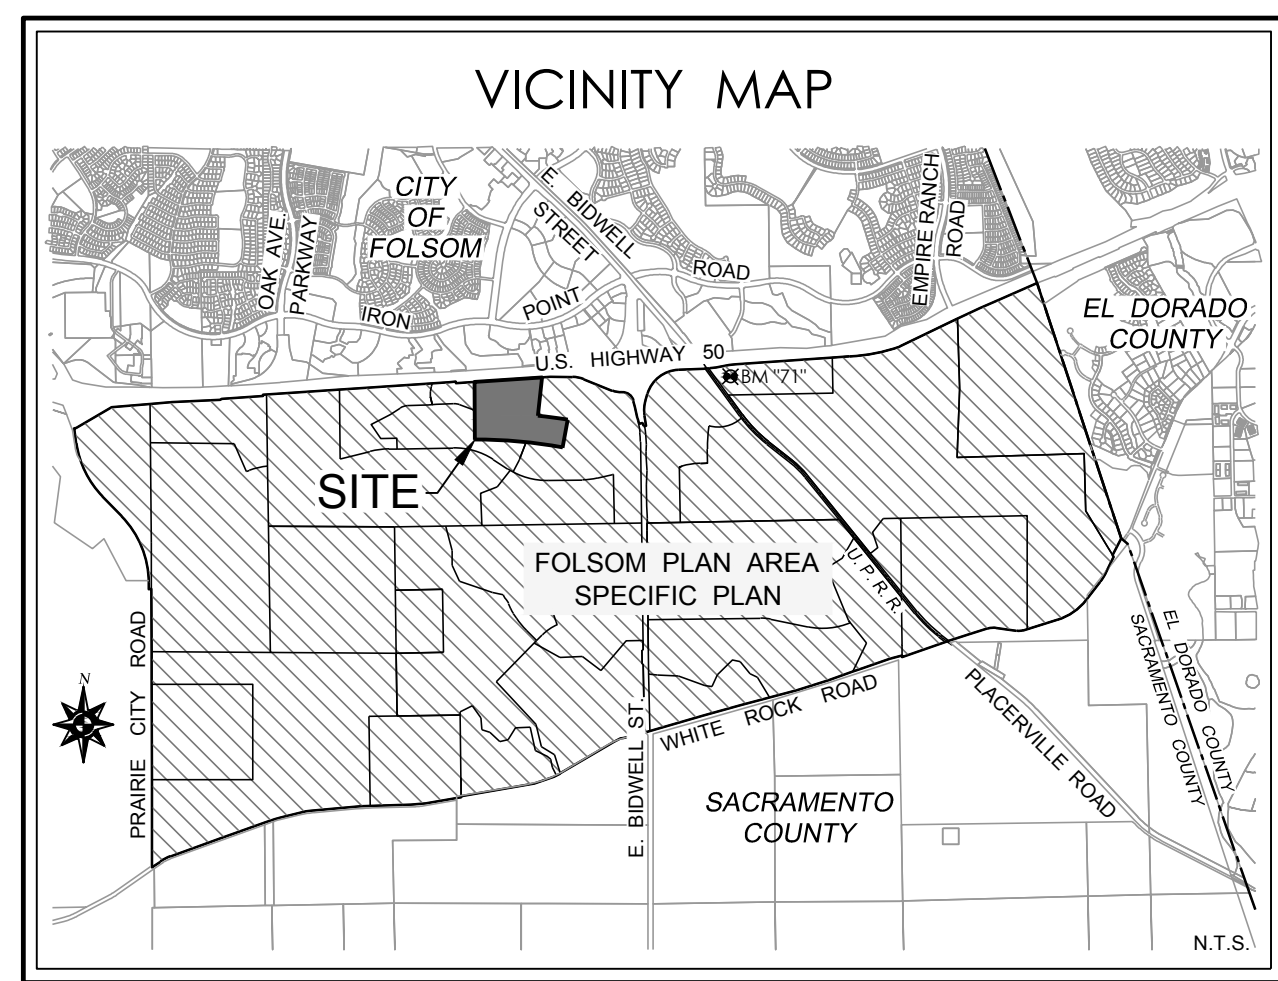 VICINITY MAP
CITY
OF
FOLSOM
OAK AVE.
PARKWAY
E. BIDWELL
STREET
EMPIRE RANCH
ROAD
IRON
POINT
ROAD
EL DORADO
COUNTY
U.S. HIGHWAY 50
BM "71"
SITE
FOLSOM PLAN AREA
SPECIFIC PLAN
U. P. R. R.
PRAIRIE CITY ROAD
N
E. BIDWELL ST.
WHITE ROCK ROAD
PLACERVILLE ROAD
EL DORADO COUNTY
SACRAMENTO COUNTY
SACRAMENTO
COUNTY
N.T.S.